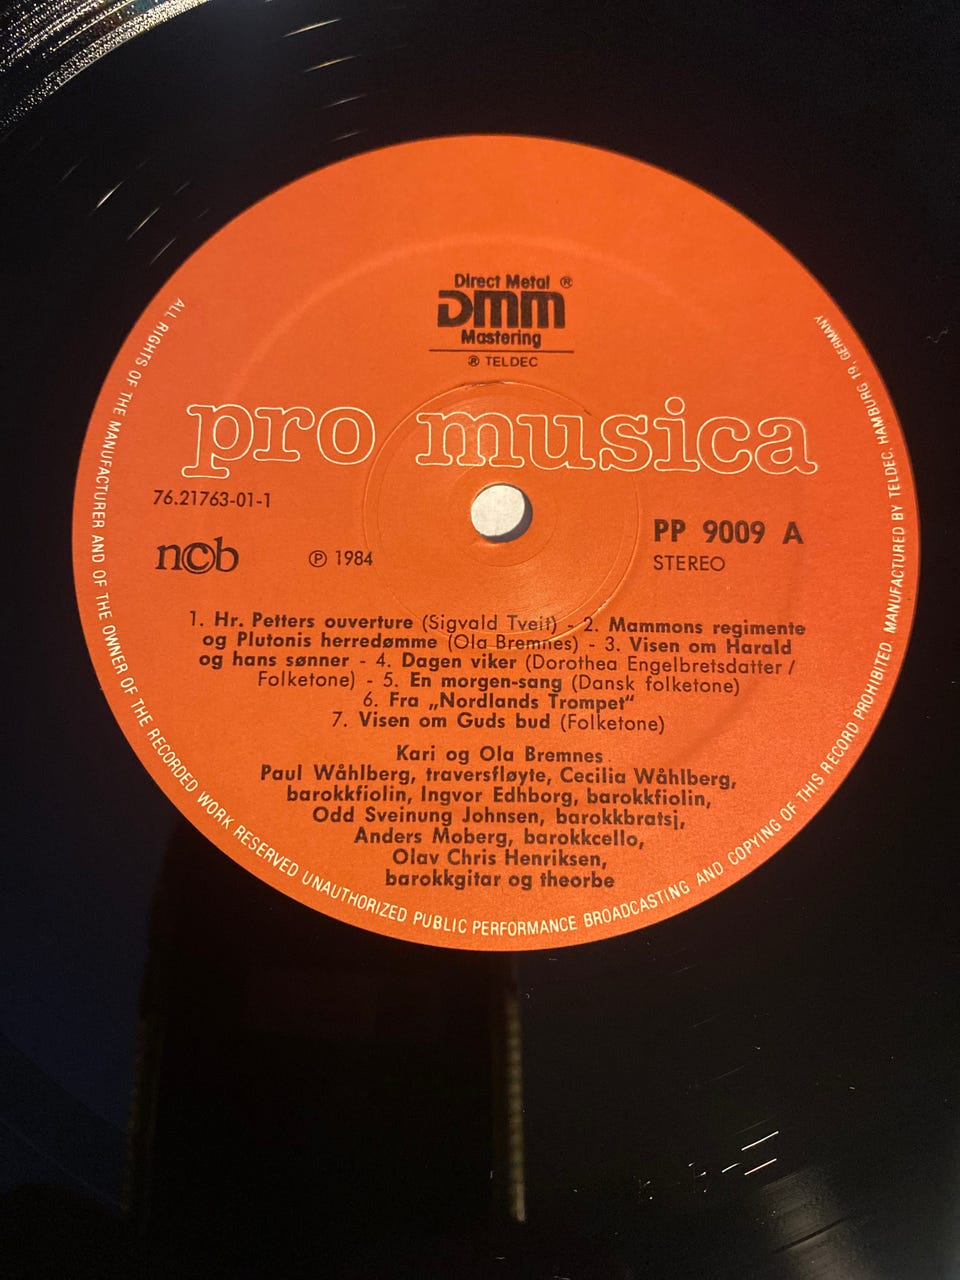 Direct Metal ®
DMM
Mastering
® TELDEC
pro musica
76.21763-01-1
PP 9009 A
ncb
℗ 1984
STEREO
1. Hr. Petters ouverture (Sigvald Tveit) - 2. Mammons regimente
og Plutonis herredømme (Ola Bremnes) - 3. Visen om Harald
og hans sønner - 4. Dagen viker (Dorothea Engelbretsdatter /
Folketone) - 5. En morgen-sang (Dansk folketone)
6. Fra „Nordlands Trompet“
7. Visen om Guds bud (Folketone)
Kari og Ola Bremnes
Paul Wåhlberg, traversfløyte, Cecilia Wåhlberg,
barokkfiolin, Ingvor Edhborg, barokkfiolin,
Odd Sveinung Johnsen, barokkbratsj,
Anders Moberg, barokkcello,
Olav Chris Henriksen,
barokkgitar og theorbe
ALL RIGHTS OF THE MANUFACTURER AND OF THE OWNER OF THE RECORDED WORK RESERVED UNAUTHORIZED PUBLIC PERFORMANCE BROADCASTING AND COPYING OF THIS RECORD PROHIBITED. MANUFACTURED BY TELDEC, HAMBURG 19, GERMANY